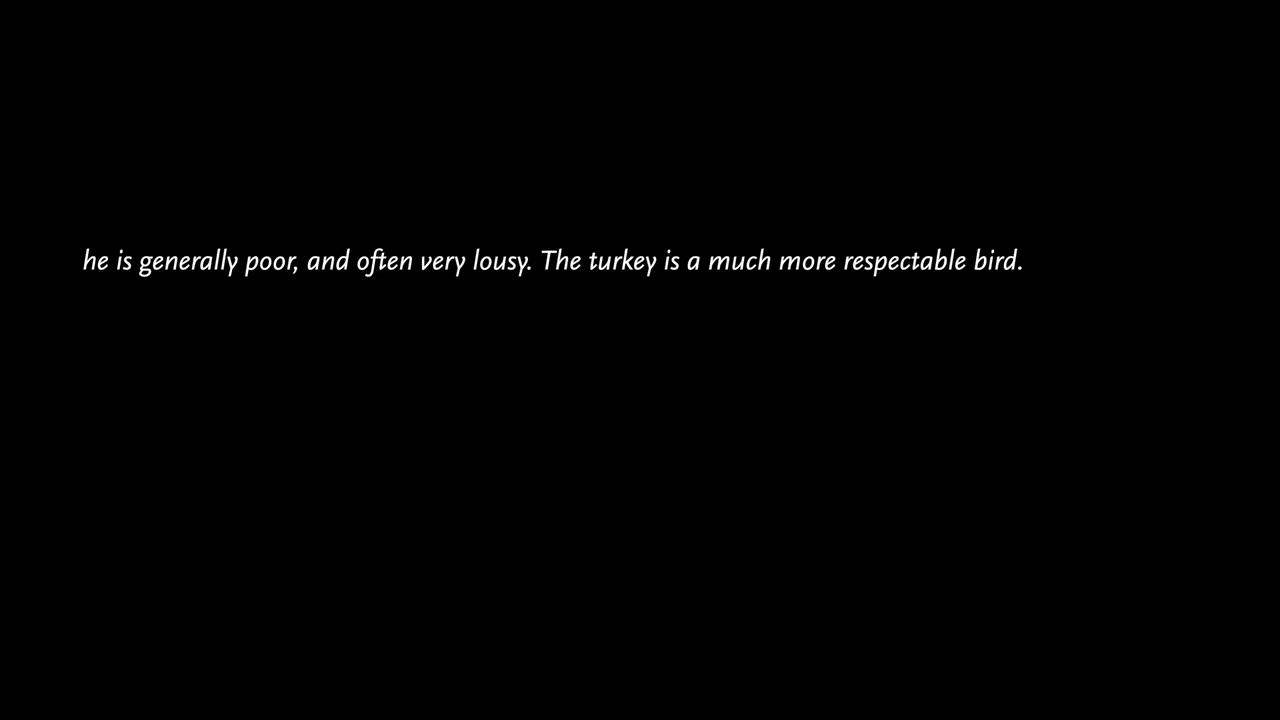 he is generally poor, and often very lousy. The turkey is a much more respectable bird.